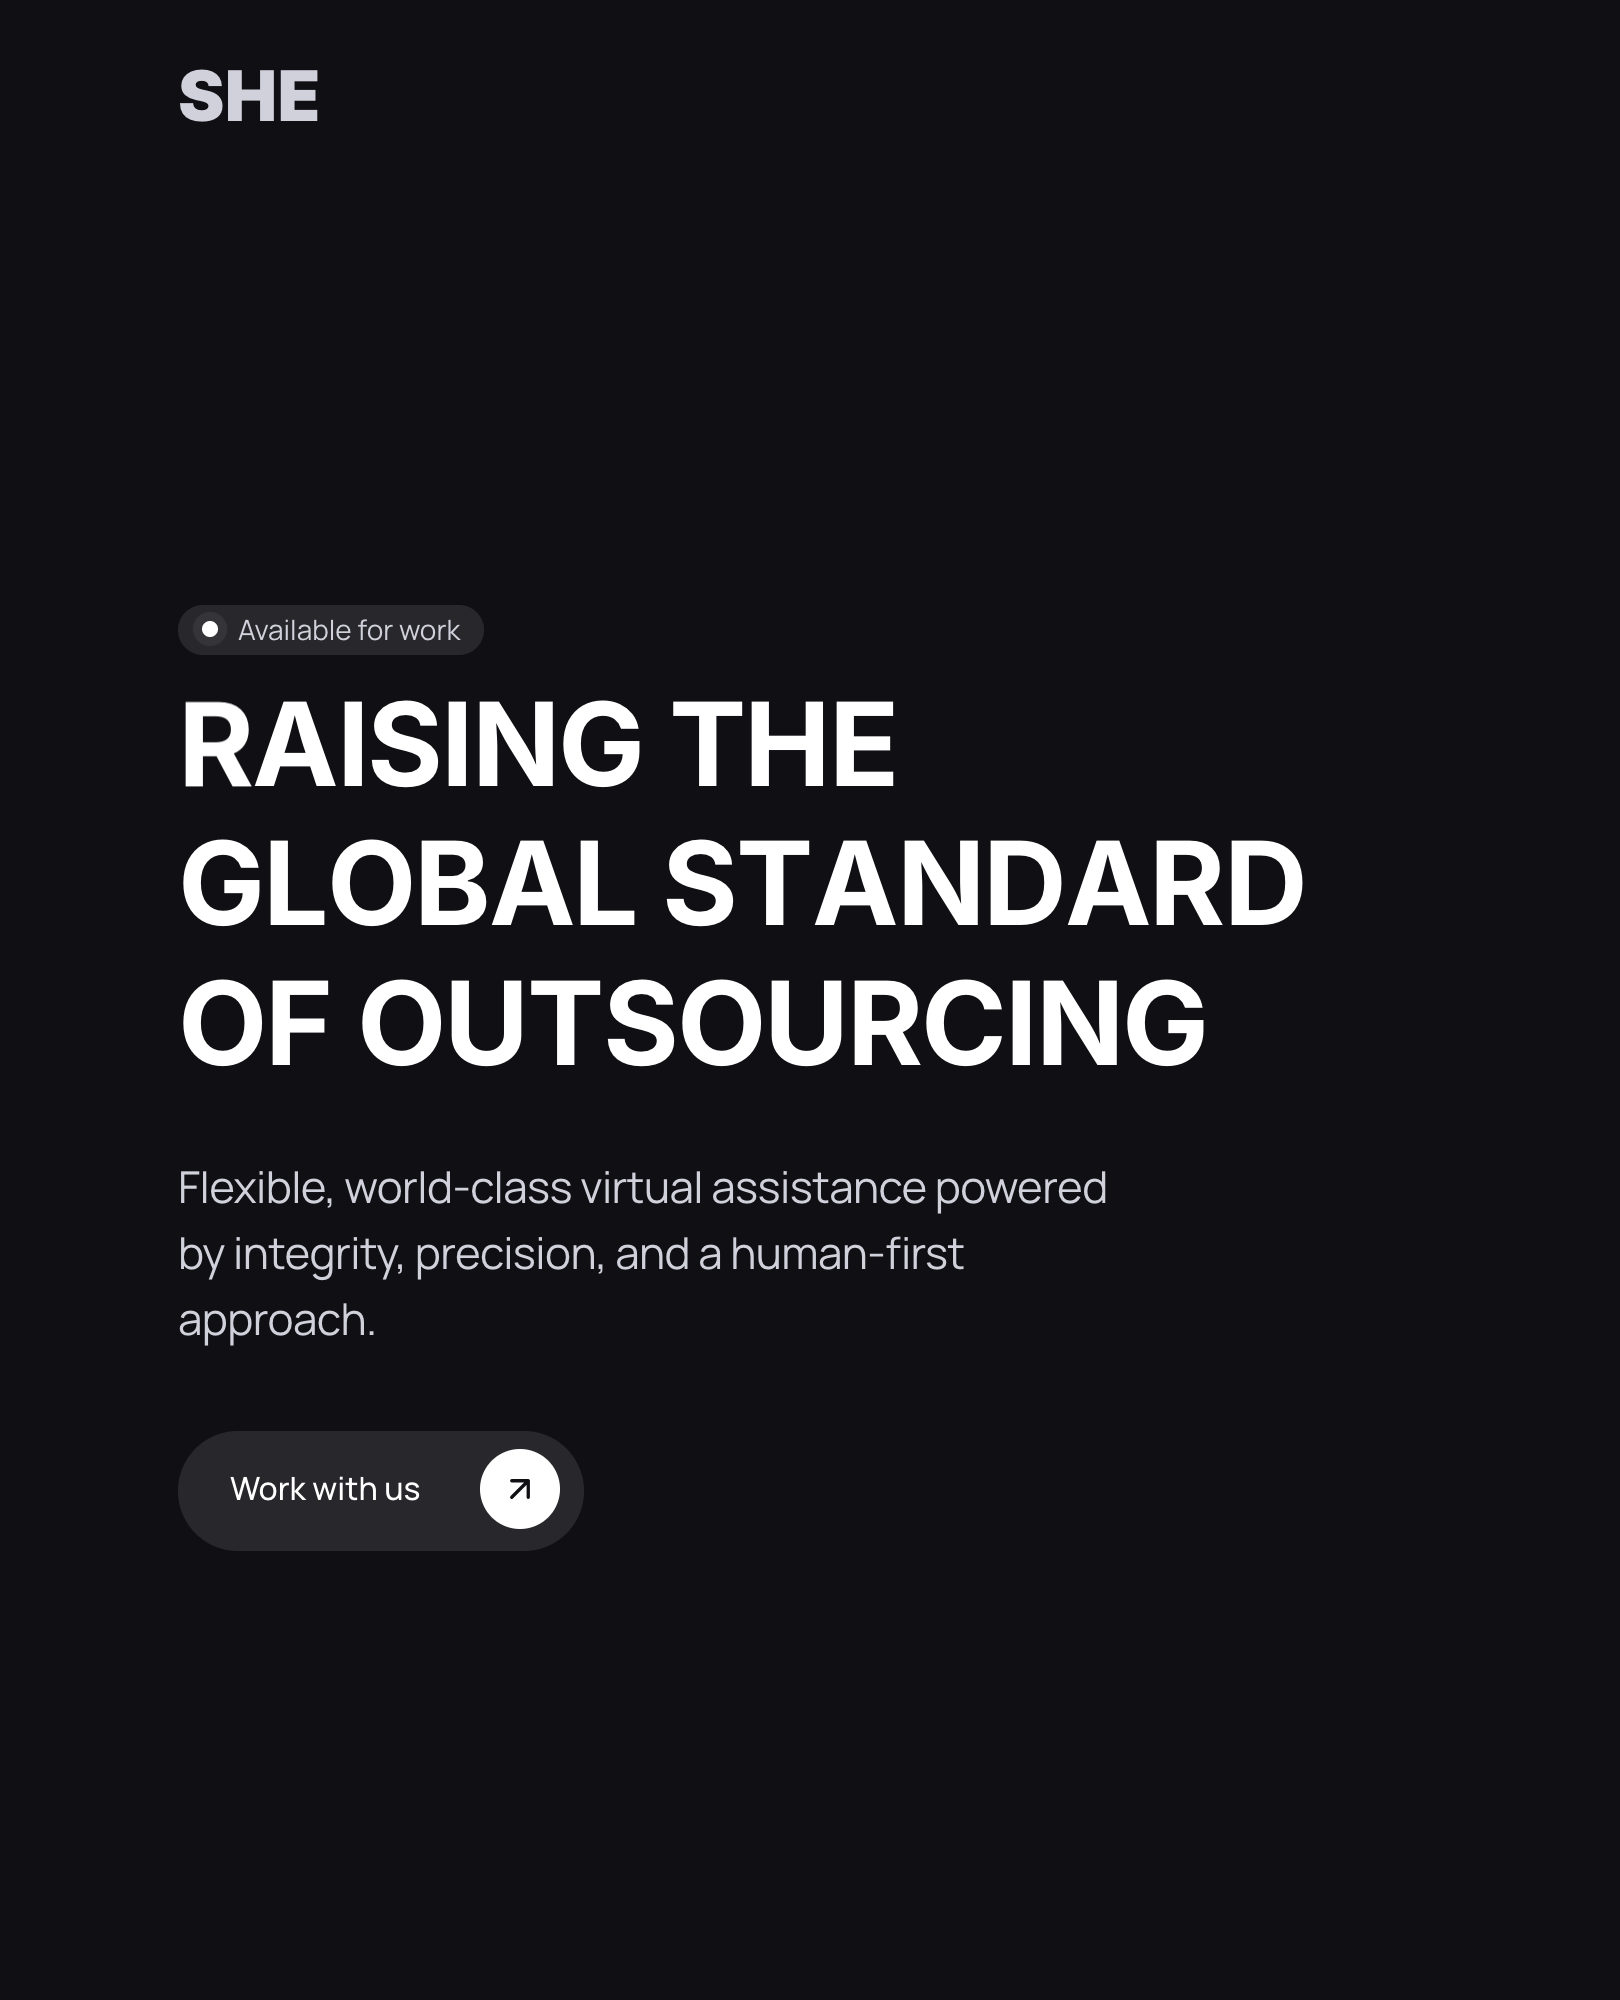 SHE
Available for work
RAISING THE
GLOBAL STANDARD
OF OUTSOURCING
Flexible, world-class virtual assistance powered
by integrity, precision, and a human-first
approach.
Work with us